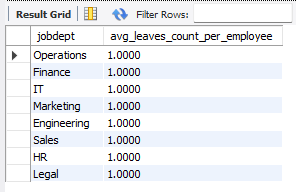 Result Grid Filter Rows:
jobdept avg_leaves_count_per_employee
Operations 1.0000
Finance 1.0000
IT 1.0000
Marketing 1.0000
Engineering 1.0000
Sales 1.0000
HR 1.0000
Legal 1.0000